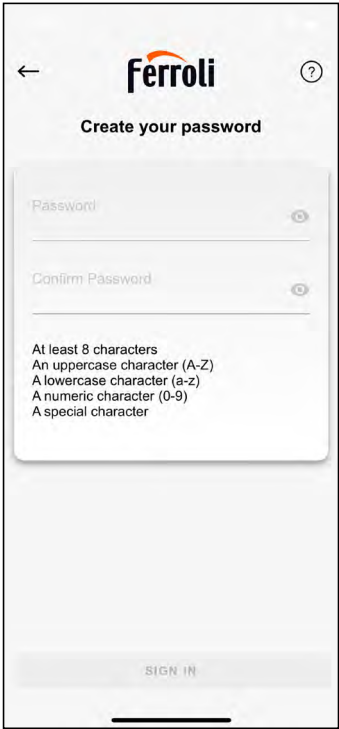 Ferroli
?
Create your password
Password
Confirm Password
At least 8 characters
An uppercase character (A-Z)
A lowercase character (a-z)
A numeric character (0-9)
A special character
SIGN IN